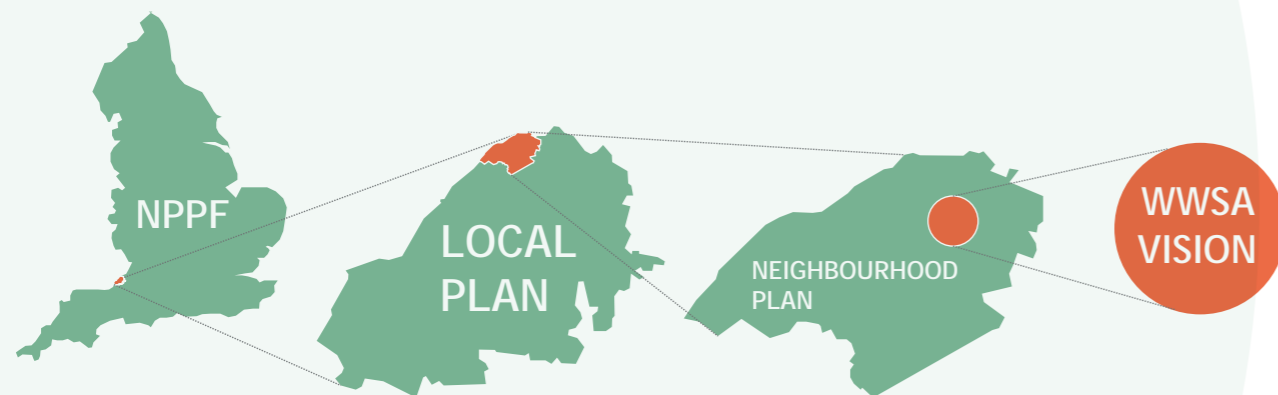 NPPF
LOCAL
PLAN
NEIGHBOURHOOD
PLAN
WWSA
VISION